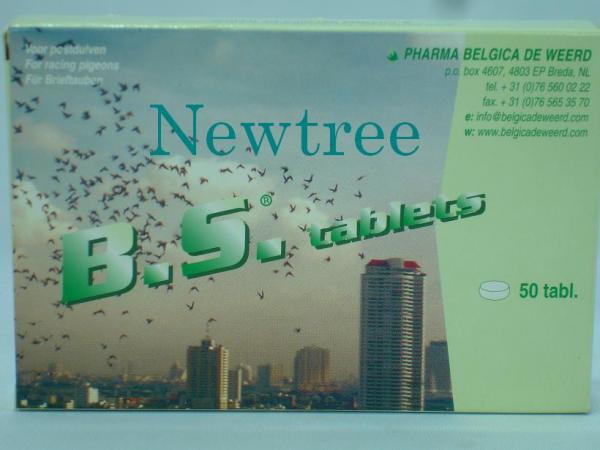 Voor postduiven
For racing pigeons
Für Brieftauben
PHARMA BELGICA DE WEERD
p.o. box 4607, 4803 EP Breda, NL
tel. + 31 (0)76 560 02 22
fax. + 31 (0)76 565 35 70
e: info@belgicadeweerd.com
w: www.belgicadeweerd.com
Newtree
B.S.® tablets
50 tabl.